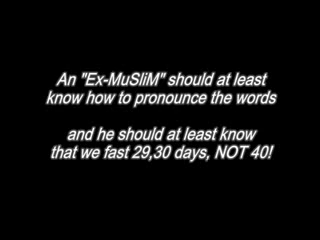 An "Ex-MuSliM" should at least
know how to pronounce the words
and he should at least know
that we fast 29,30 days, NOT 40!